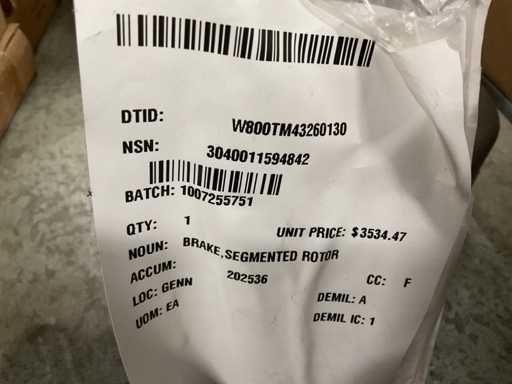 DTID: W800TM43260130
NSN: 3040011594842
BATCH: 1007255751
QTY: 1 UNIT PRICE: $3534.47
NOUN: BRAKE,SEGMENTED ROTOR
ACCUM: 202536 CC: F
LOC: GENN DEMIL: A
UOM: EA DEMIL IC: 1